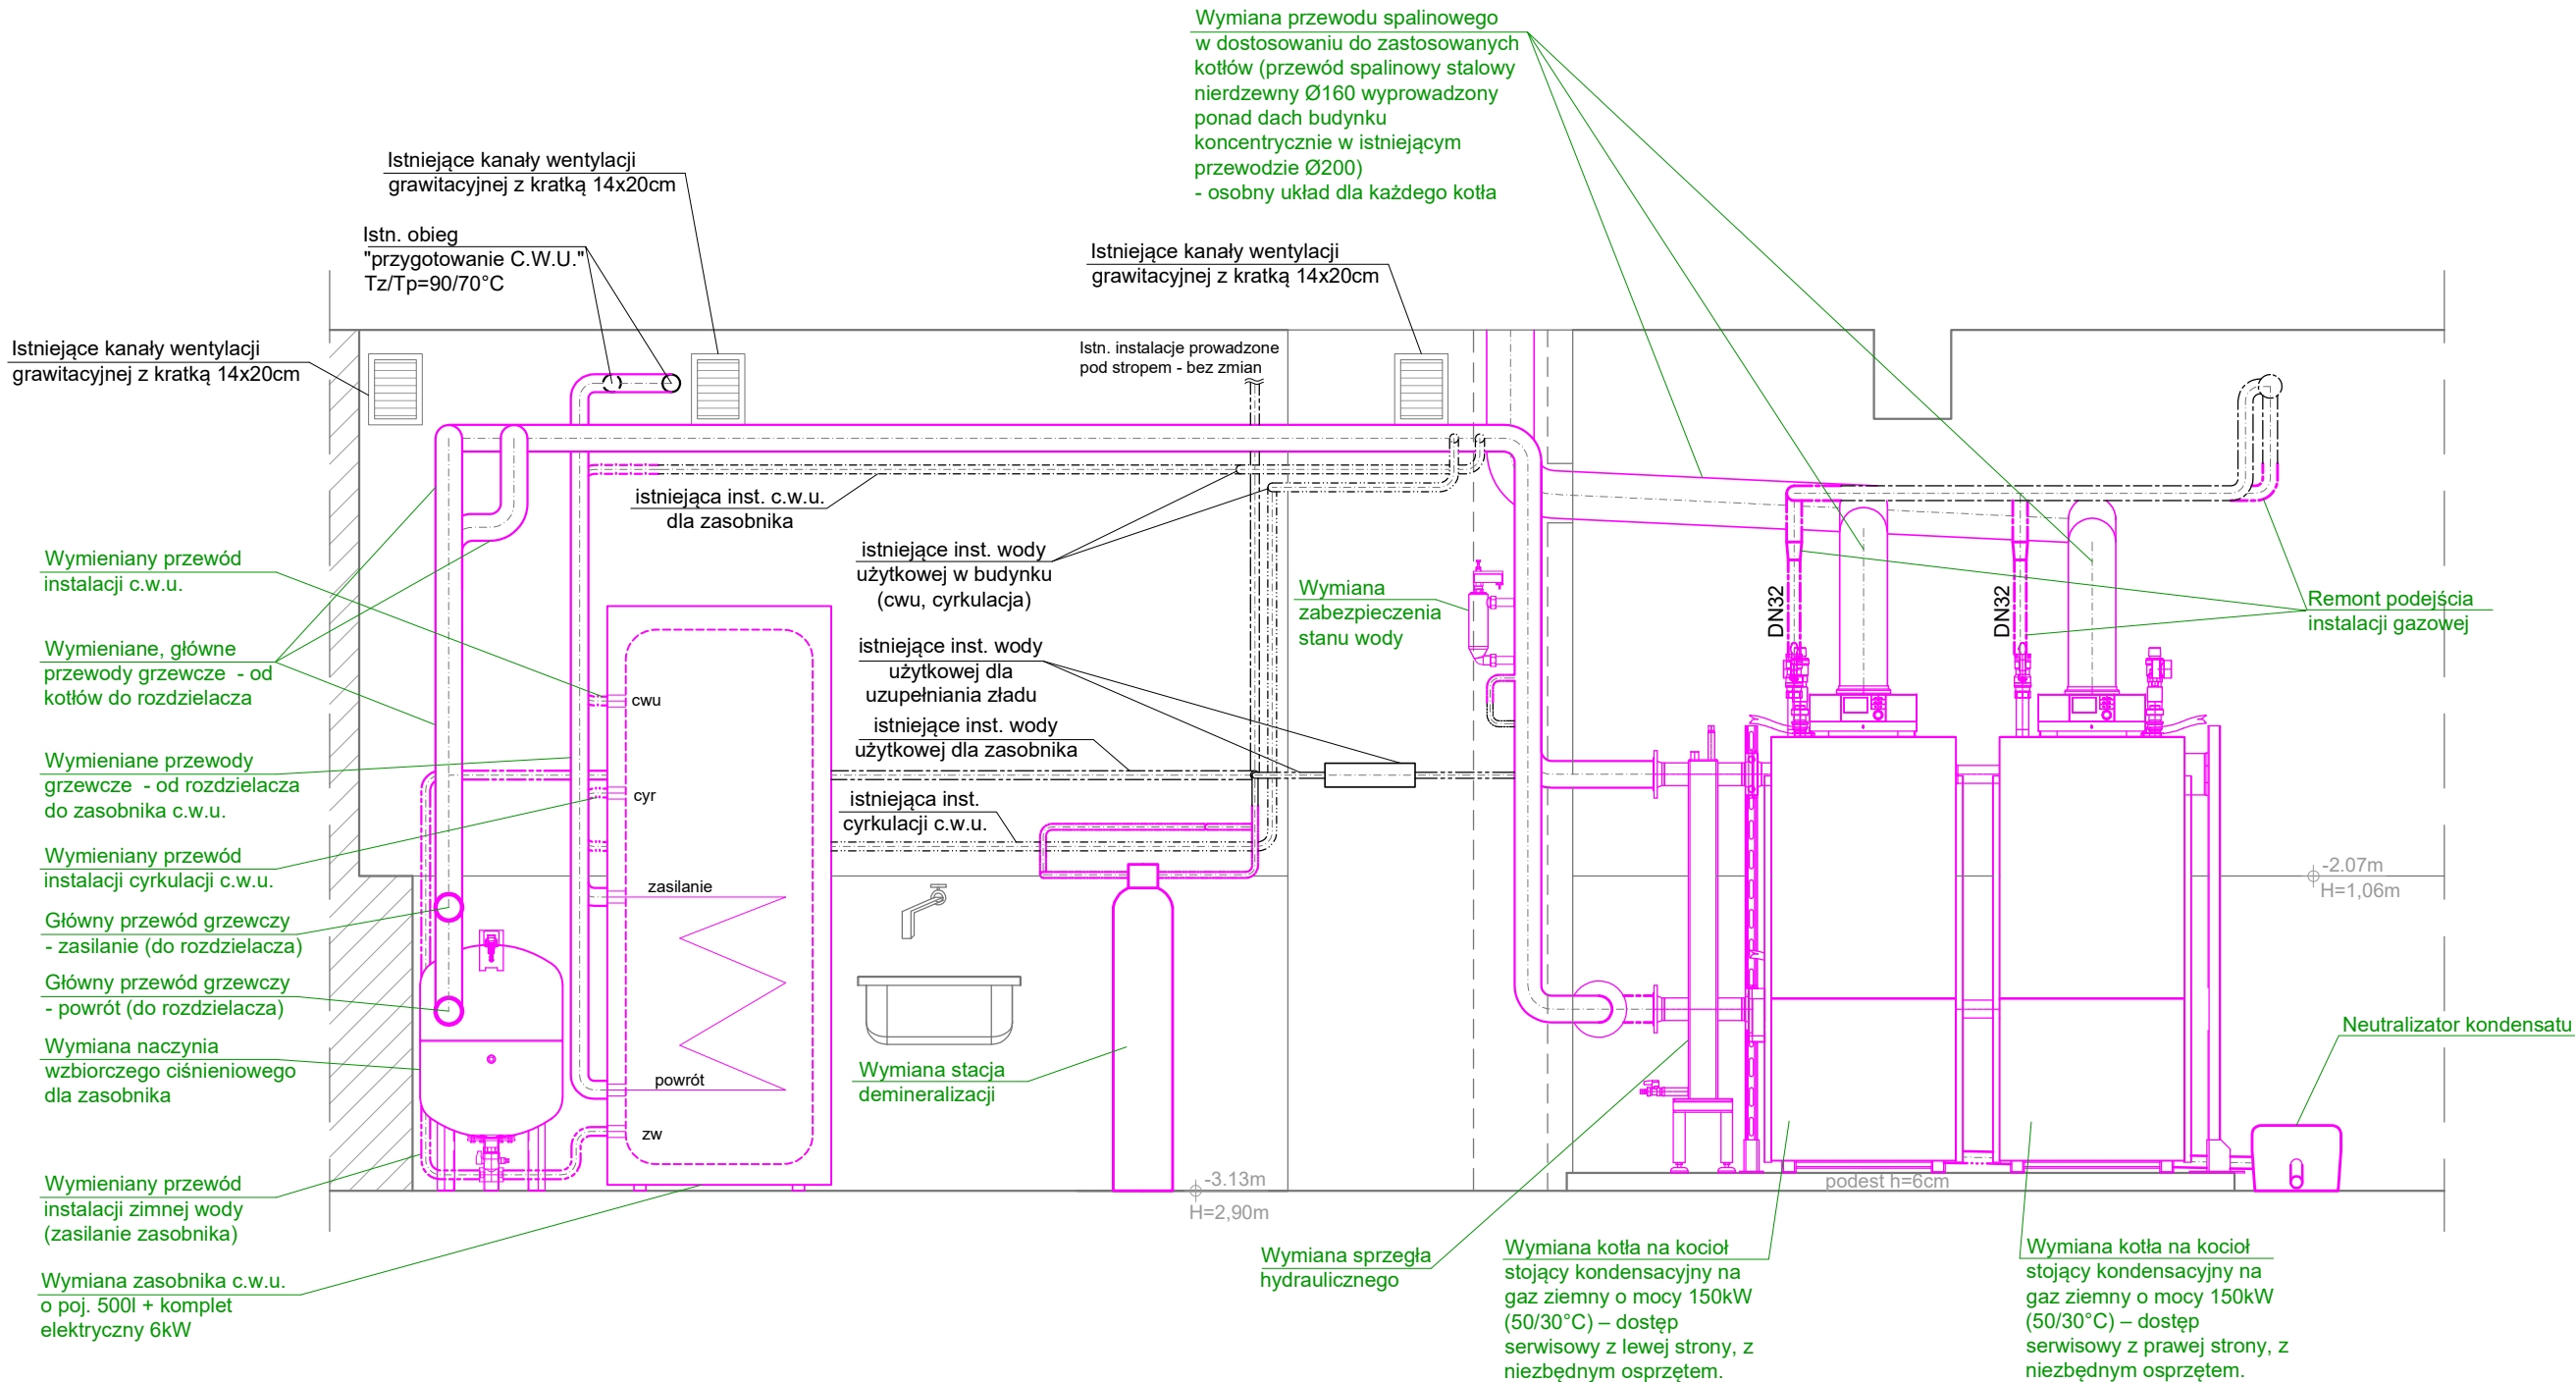 Wymiana przewodu spalinowego
w dostosowaniu do zastosowanych
kotłów (przewód spalinowy stalowy
nierdzewny Ø160 wyprowadzony
ponad dach budynku
koncentrycznie w istniejącym
przewodzie Ø200)
- osobny układ dla każdego kotła
Istniejące kanały wentylacji
grawitacyjnej z kratką 14x20cm
Istn. obieg
"przygotowanie C.W.U."
Tz/Tp=90/70°C
Istniejące kanały wentylacji
grawitacyjnej z kratką 14x20cm
Istniejące kanały wentylacji
grawitacyjnej z kratką 14x20cm
Istn. instalacje prowadzone
pod stropem - bez zmian
istniejąca inst. c.w.u.
dla zasobnika
istniejące inst. wody
użytkowej w budynku
(cwu, cyrkulacja)
istniejące inst. wody
użytkowej dla
uzupełniania zładu
istniejące inst. wody
użytkowej dla zasobnika
istniejąca inst.
cyrkulacji c.w.u.
Wymiana
zabezpieczenia
stanu wody
DN32
DN32
Remont podejścia
instalacji gazowej
Wymieniany przewód
instalacji c.w.u.
Wymieniane, główne
przewody grzewcze - od
kotłów do rozdzielacza
Wymieniane przewody
grzewcze - od rozdzielacza
do zasobnika c.w.u.
Wymieniany przewód
instalacji cyrkulacji c.w.u.
Główny przewód grzewczy
- zasilanie (do rozdzielacza)
Główny przewód grzewczy
- powrót (do rozdzielacza)
Wymiana naczynia
wzbiorczego ciśnieniowego
dla zasobnika
Wymieniany przewód
instalacji zimnej wody
(zasilanie zasobnika)
Wymiana zasobnika c.w.u.
o poj. 500l + komplet
elektryczny 6kW
cwu
cyr
zasilanie
powrót
zw
Wymiana stacja
demineralizacji
-3.13m
H=2,90m
-2.07m
H=1,06m
podest h=6cm
Neutralizator kondensatu
Wymiana sprzęgła
hydraulicznego
Wymiana kotła na kocioł
stojący kondensacyjny na
gaz ziemny o mocy 150kW
(50/30°C) – dostęp
serwisowy z lewej strony, z
niezbędnym osprzętem.
Wymiana kotła na kocioł
stojący kondensacyjny na
gaz ziemny o mocy 150kW
(50/30°C) – dostęp
serwisowy z prawej strony, z
niezbędnym osprzętem.